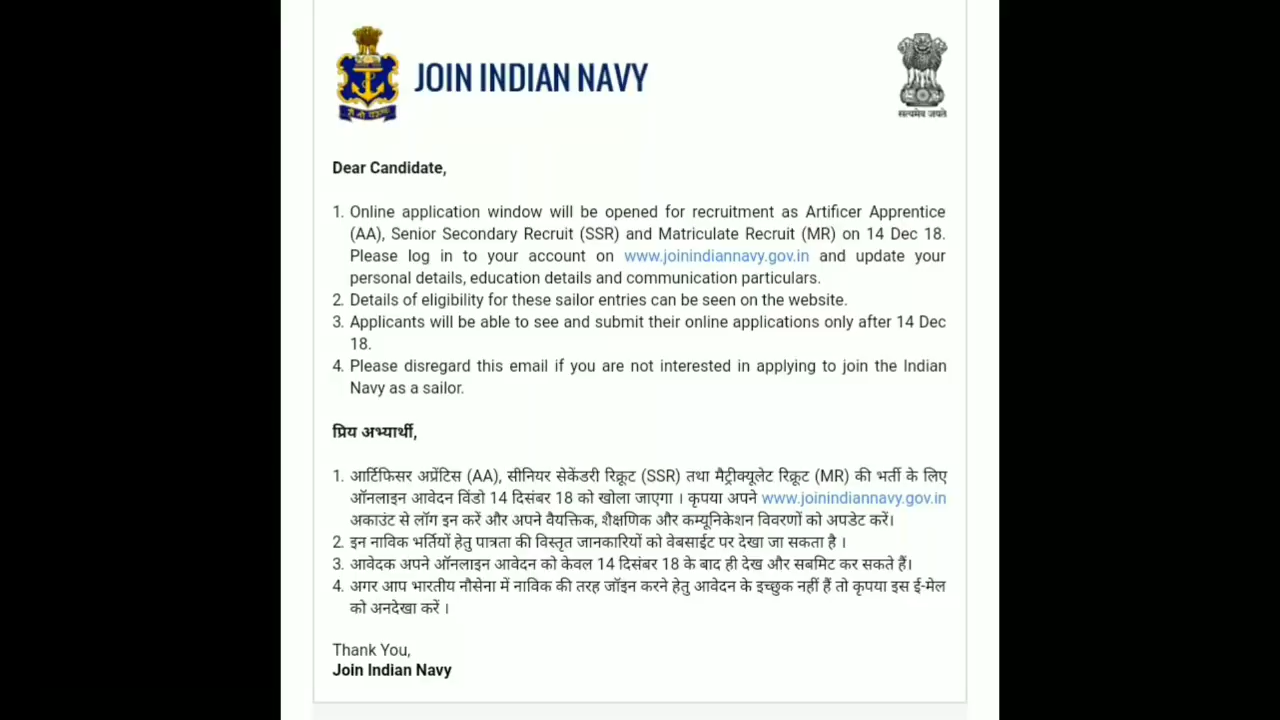 JOIN INDIAN NAVY
सत्यमेव जयते
Dear Candidate,
1. Online application window will be opened for recruitment as Artificer Apprentice
(AA), Senior Secondary Recruit (SSR) and Matriculate Recruit (MR) on 14 Dec 18.
Please log in to your account on www.joinindiannavy.gov.in and update your
personal details, education details and communication particulars.
2. Details of eligibility for these sailor entries can be seen on the website.
3. Applicants will be able to see and submit their online applications only after 14 Dec
18.
4. Please disregard this email if you are not interested in applying to join the Indian
Navy as a sailor.
प्रिय अभ्यार्थी,
1. आर्टिफिसर अप्रेंटिस (AA), सीनियर सेकेंडरी रिक्रूट (SSR) तथा मैट्रीक्यूलेट रिक्रूट (MR) की भर्ती के लिए
ऑनलाइन आवेदन विंडो 14 दिसंबर 18 को खोला जाएगा । कृपया अपने www.joinindiannavy.gov.in
अकाउंट से लॉग इन करें और अपने वैयक्तिक, शैक्षणिक और कम्यूनिकेशन विवरणों को अपडेट करें।
2. इन नाविक भर्तियों हेतु पात्रता की विस्तृत जानकारियों को वेबसाईट पर देखा जा सकता है ।
3. आवेदक अपने ऑनलाइन आवेदन को केवल 14 दिसंबर 18 के बाद ही देख और सबमिट कर सकते हैं।
4. अगर आप भारतीय नौसेना में नाविक की तरह जॉइन करने हेतु आवेदन के इच्छुक नहीं हैं तो कृपया इस ई-मेल
को अनदेखा करें ।
Thank You,
Join Indian Navy